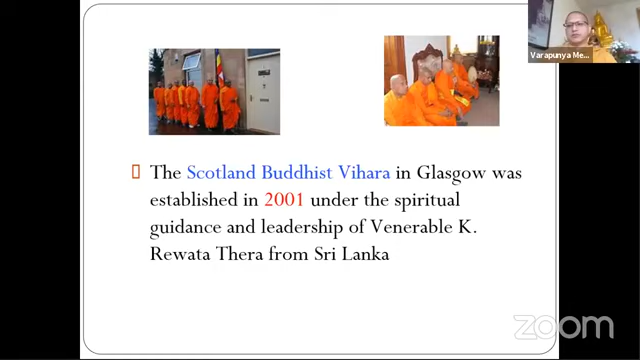 Varapunya Me...
The Scotland Buddhist Vihara in Glasgow was
established in 2001 under the spiritual
guidance and leadership of Venerable K.
Rewata Thera from Sri Lanka
zoom